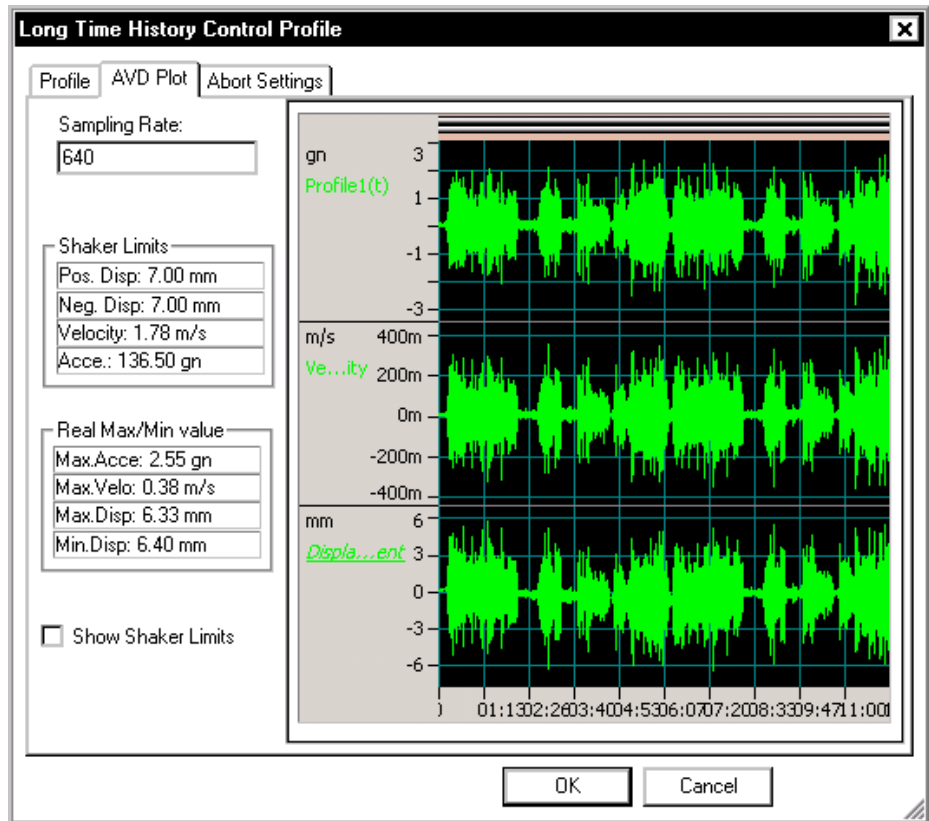 Long Time History Control Profile
Profile
AVD Plot
Abort Settings
Sampling Rate:
640
Shaker Limits
Pos. Disp: 7.00 mm
Neg. Disp: 7.00 mm
Velocity: 1.78 m/s
Acce.: 136.50 gn
Real Max/Min value
Max.Acce: 2.55 gn
Max.Velo: 0.38 m/s
Max.Disp: 6.33 mm
Min.Disp: 6.40 mm
Show Shaker Limits
gn
Profile1(t)
3
1
-1
-3
m/s
Ve...ity
400m
200m
0m
-200m
-400m
mm
Displa...ent
6
3
0
-3
-6
01:13 02:26 03:40 04:53 06:07 07:20 08:33 09:47 11:00
OK
Cancel